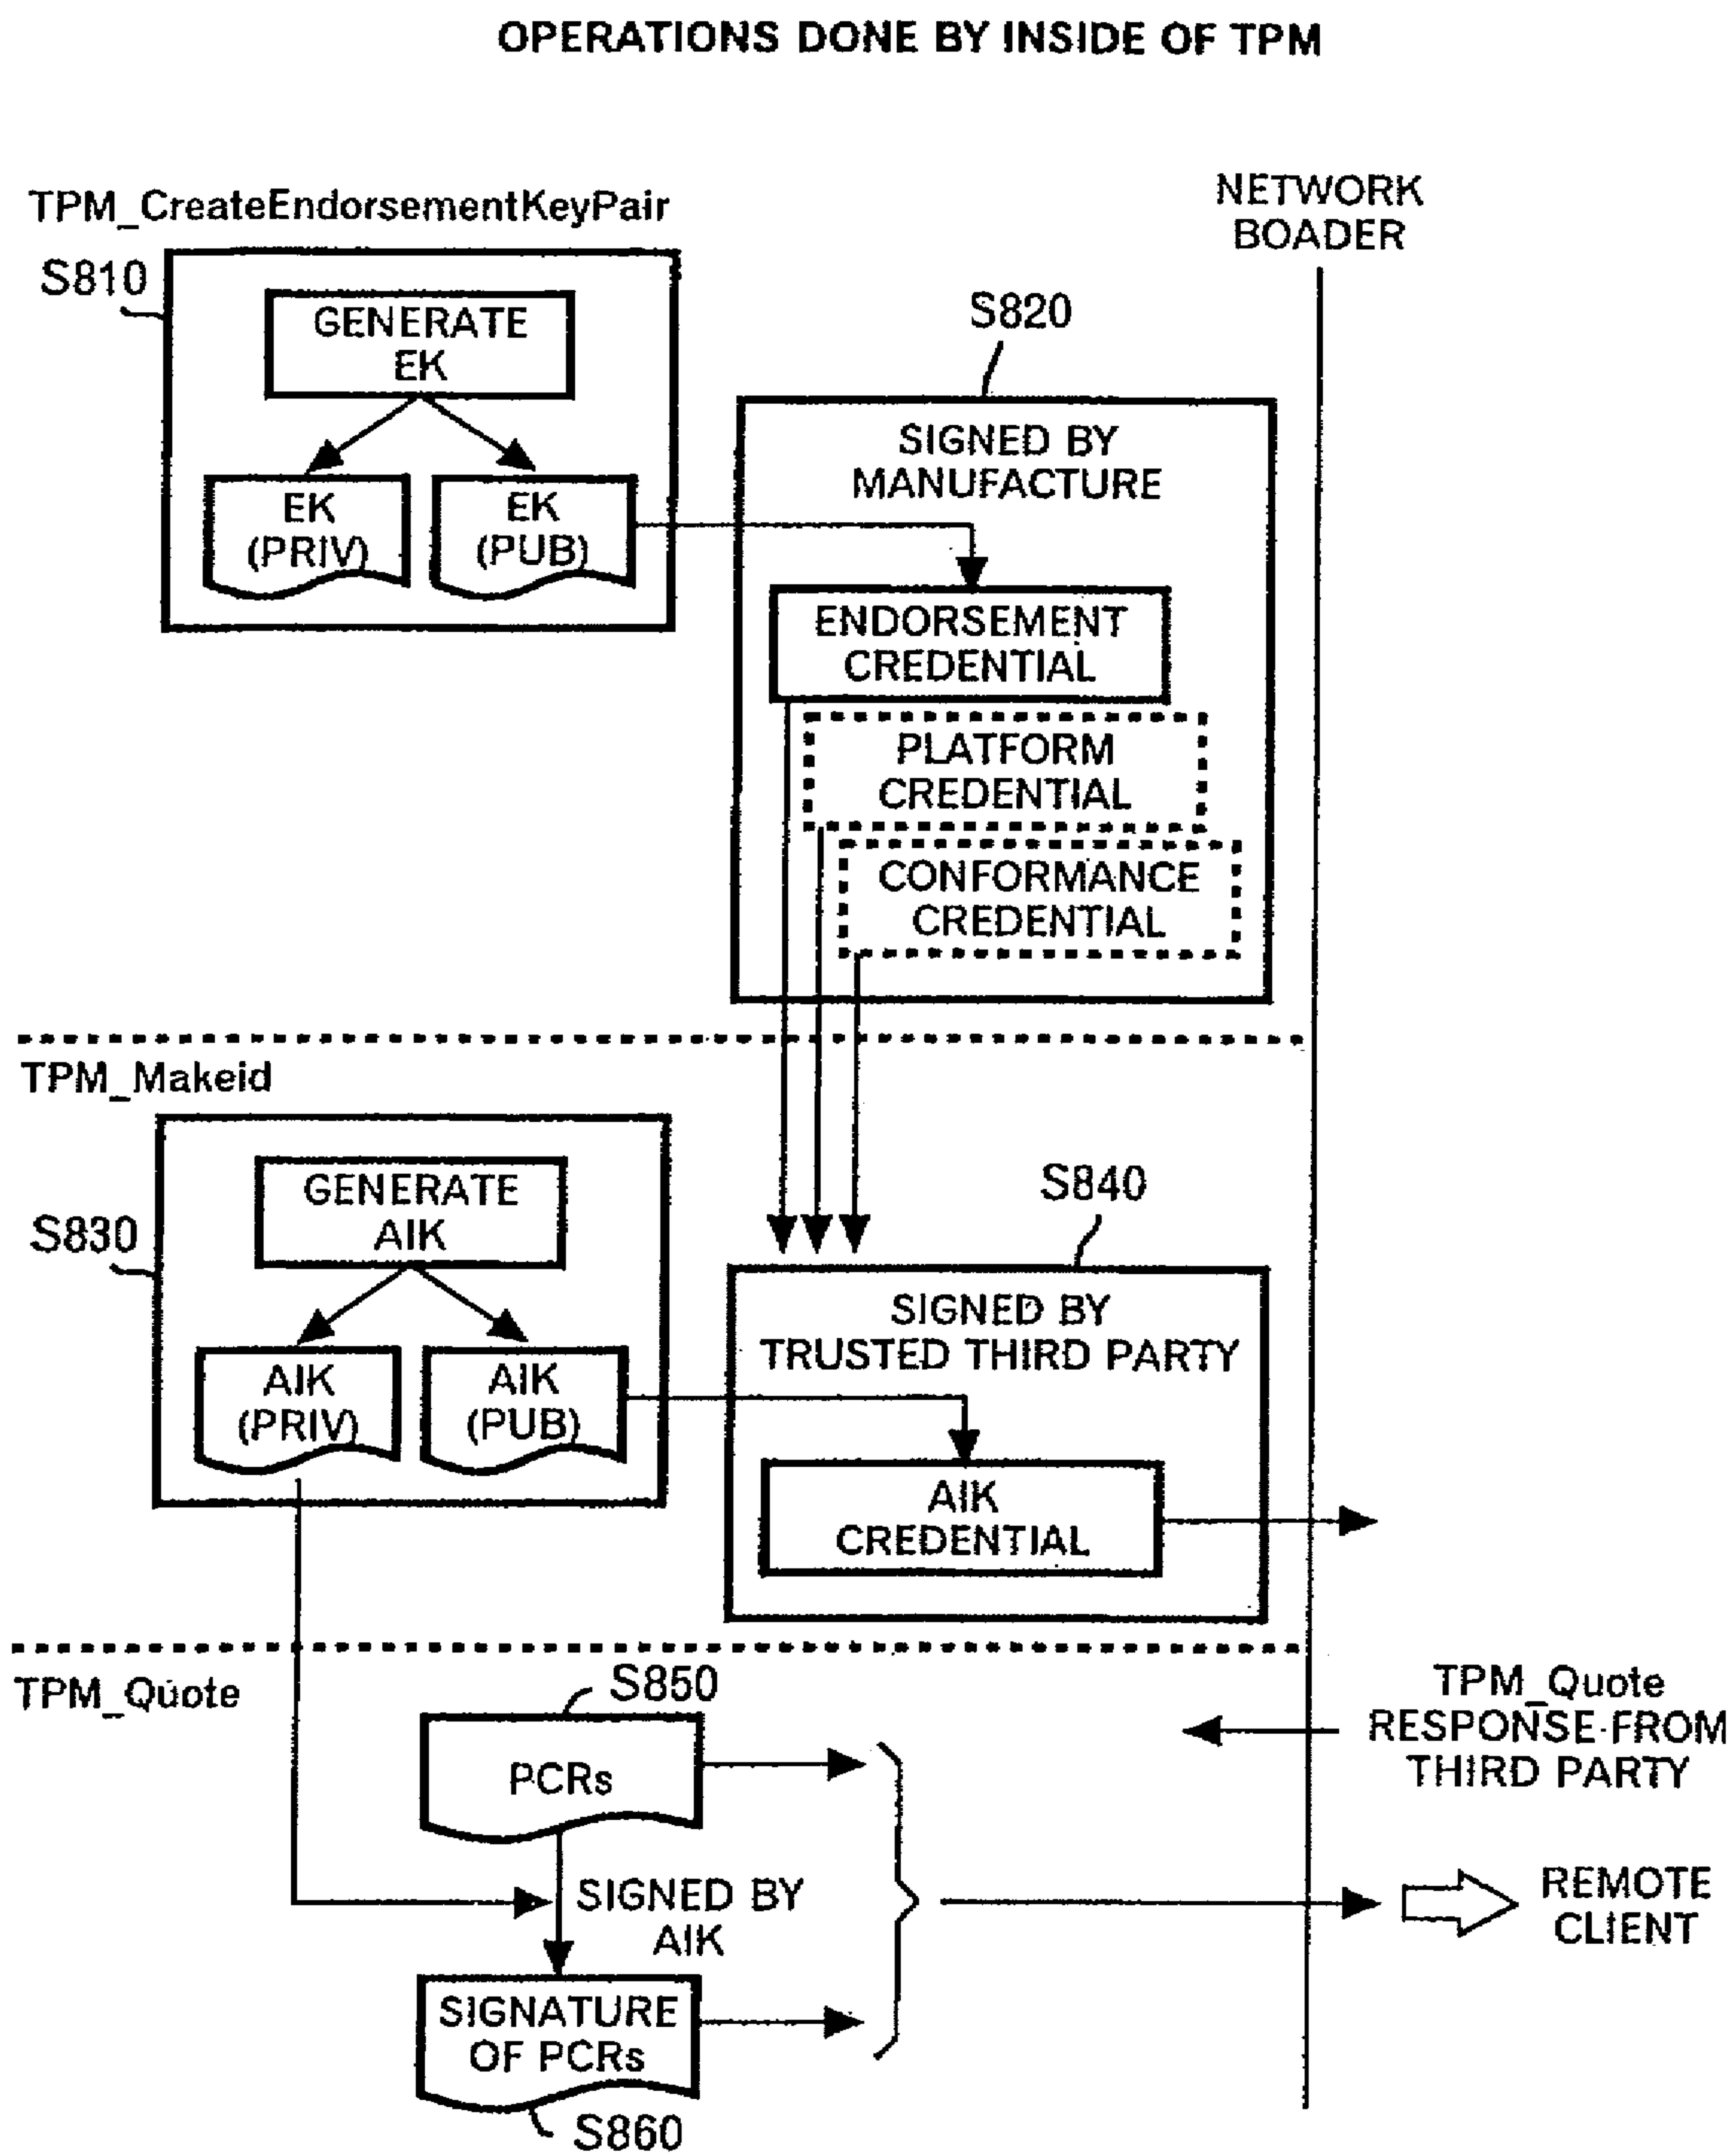 OPERATIONS DONE BY INSIDE OF TPM
NETWORK
BOADER
TPM_CreateEndorsementKeyPair
S810
GENERATE
EK
EK
(PRIV)
EK
(PUB)
S820
SIGNED BY
MANUFACTURE
ENDORSEMENT
CREDENTIAL
PLATFORM
CREDENTIAL
CONFORMANCE
CREDENTIAL
TPM_Makeid
S830
GENERATE
AIK
AIK
(PRIV)
AIK
(PUB)
S840
SIGNED BY
TRUSTED THIRD PARTY
AIK
CREDENTIAL
TPM_Quote
S850
PCRs
SIGNED BY
AIK
SIGNATURE
OF PCRs
S860
TPM_Quote
RESPONSE FROM
THIRD PARTY
REMOTE
CLIENT